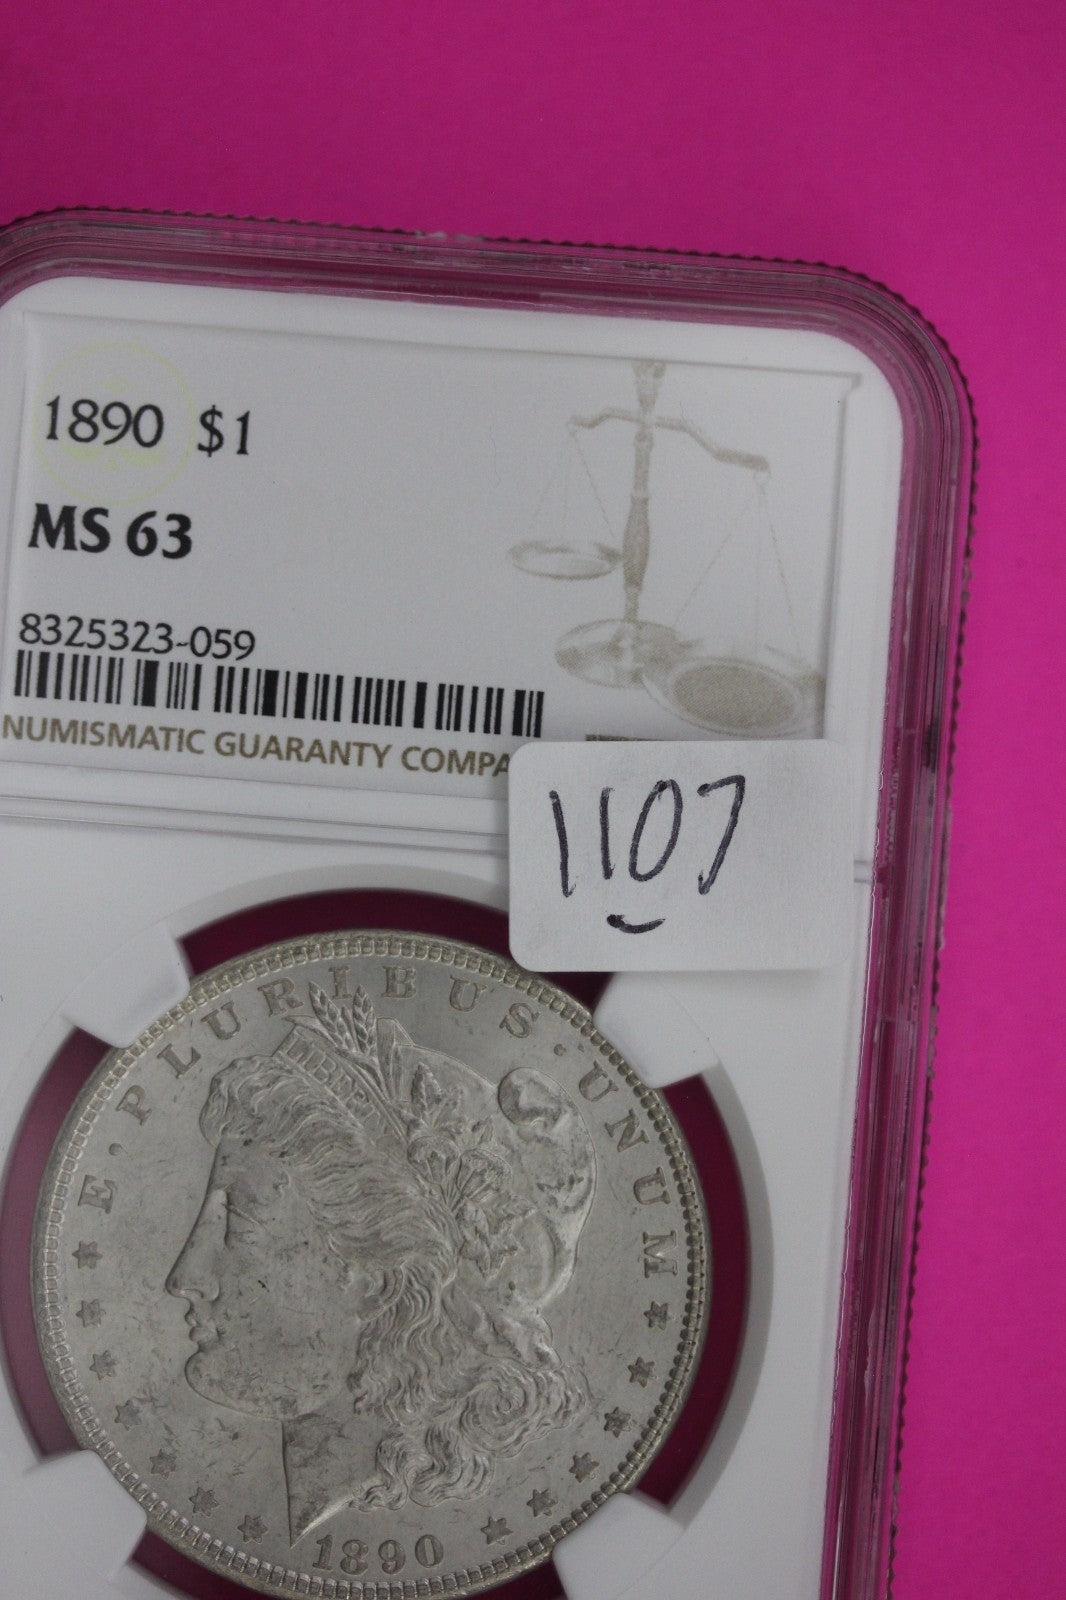 1890 $1
MS 63
8325323-059
NUMISMATIC GUARANTY COMPA
1107
E · PLURIBUS · UNUM
LIBERTY
1890